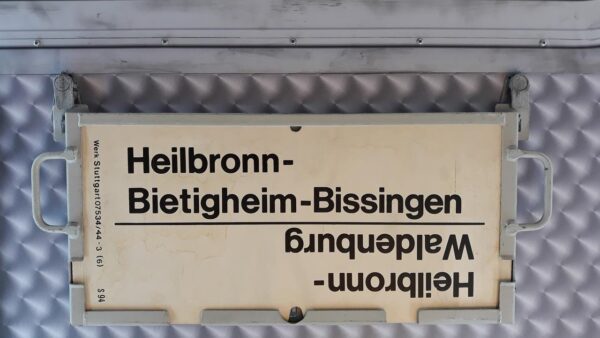 Heilbronn-
Bietigheim-Bissingen
Heilbronn-
Waldenburg
Werk Stuttgart 07534/44-3 (6) S 94